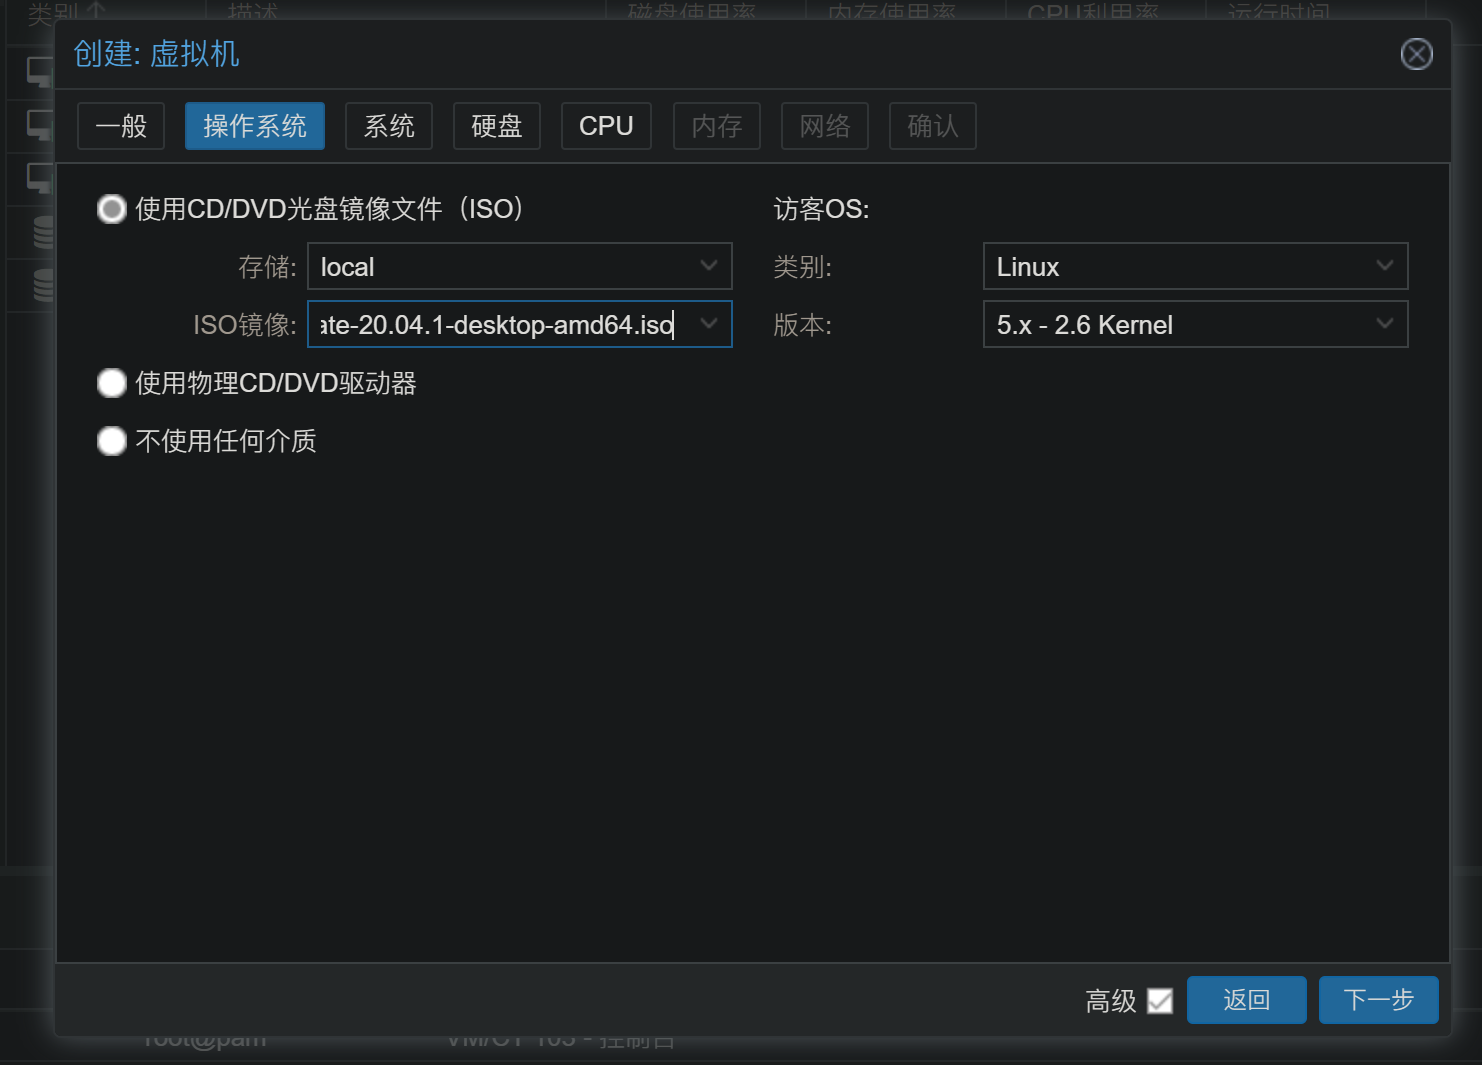 类别 描述 磁盘使用率 内存使用率 CPU利用率 运行时间
创建: 虚拟机
一般 操作系统 系统 硬盘 CPU 内存 网络 确认
使用CD/DVD光盘镜像文件（ISO） 访客OS:
存储: local 类别: Linux
ISO镜像: ate-20.04.1-desktop-amd64.iso 版本: 5.x - 2.6 Kernel
使用物理CD/DVD驱动器
不使用任何介质
高级 返回 下一步
root@pam VM/CT 103 - 控制台